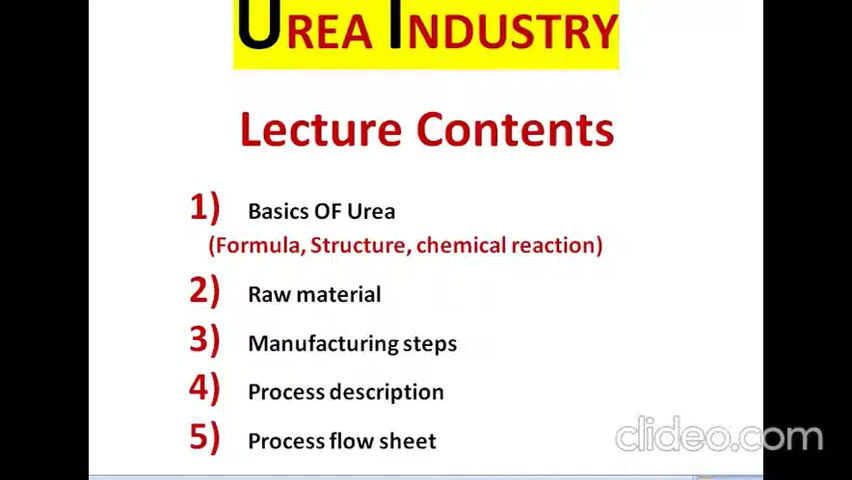 UREA INDUSTRY
Lecture Contents
1) Basics OF Urea
(Formula, Structure, chemical reaction)
2) Raw material
3) Manufacturing steps
4) Process description
5) Process flow sheet
clideo.com